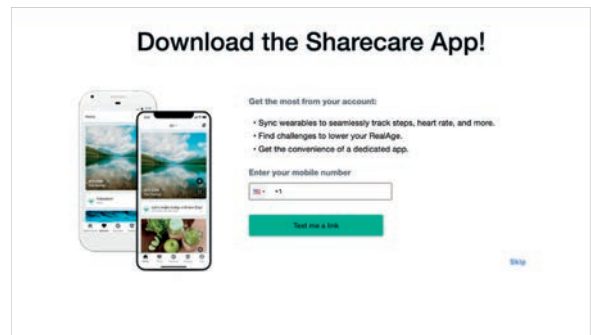 Download the Sharecare App!
Get the most from your account:
• Sync wearables to seamlessly track steps, heart rate, and more.
• Find challenges to lower your RealAge.
• Get the convenience of a dedicated app.
Enter your mobile number
+1
Text me a link
Skip